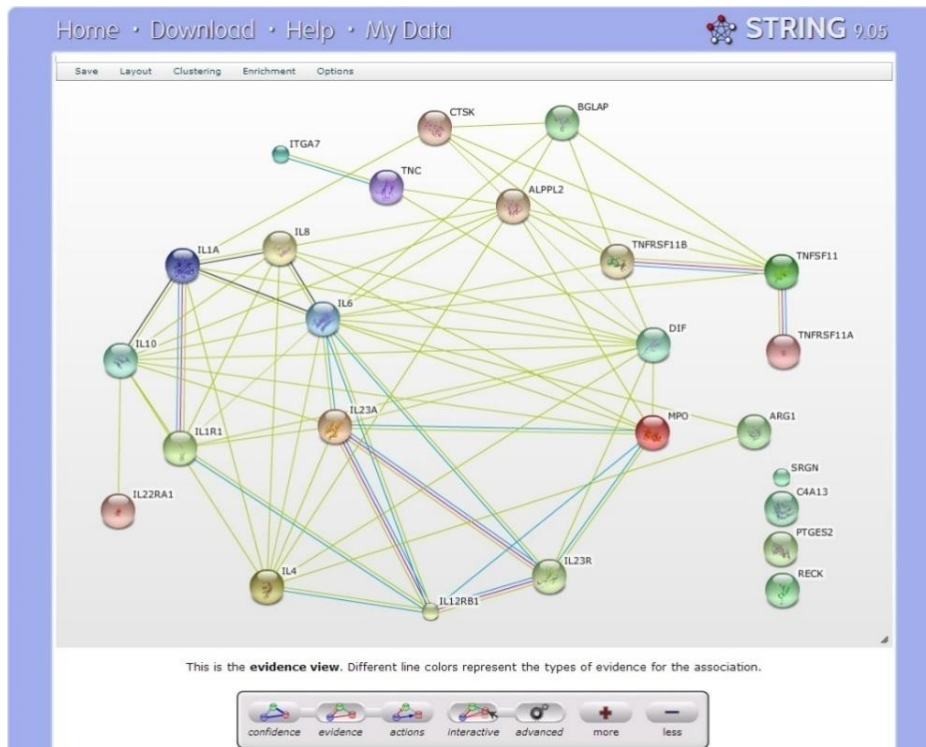 Home · Download · Help · My Data
STRING 9.05
Save Layout Clustering Enrichment Options
CTSK
BGLAP
ITGA7
TNC
ALPPL2
IL8
IL1A
TNFRSF11B
TNFSF11
IL6
DIF
TNFRSF11A
IL10
IL23A
MPO
ARG1
IL1R1
SRGN
IL22RA1
C4A13
PTGES2
IL23R
IL4
RECK
IL12RB1
This is the evidence view. Different line colors represent the types of evidence for the association.
confidence evidence actions interactive advanced more less